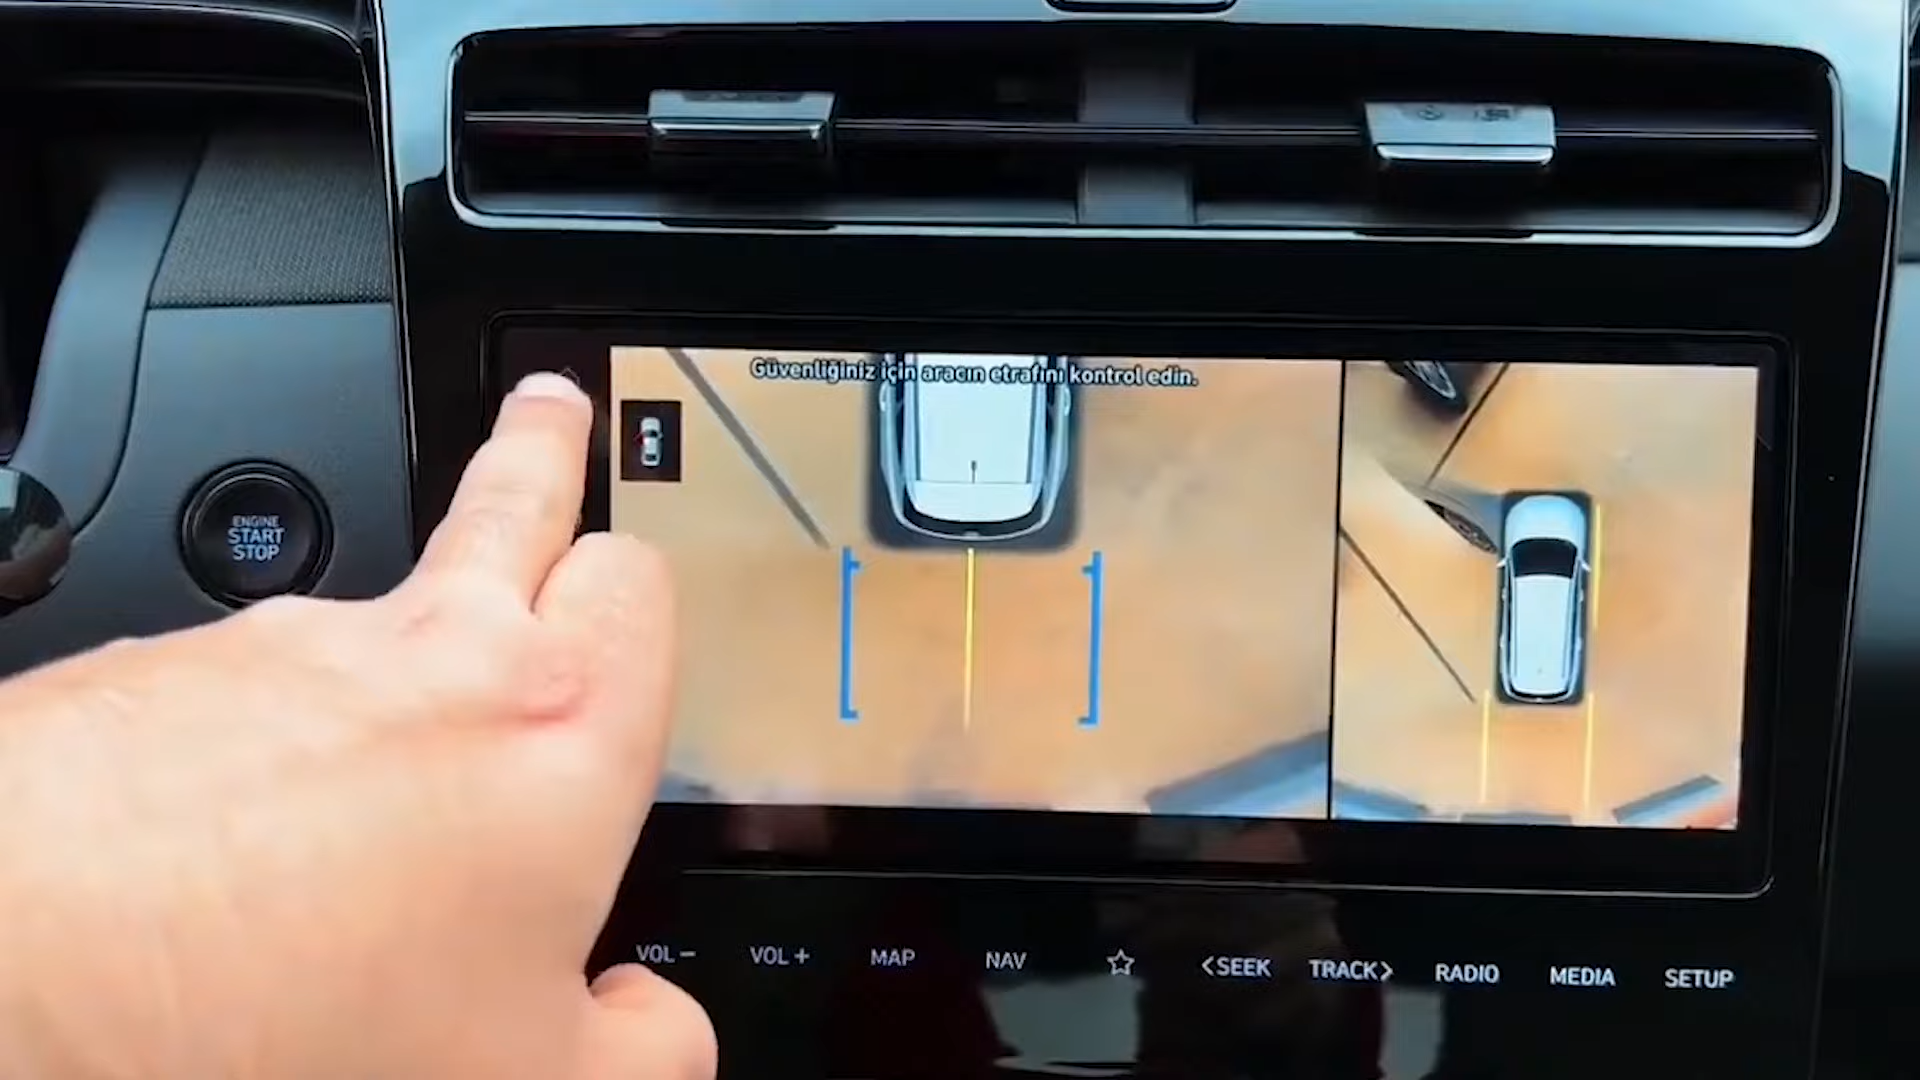 Güvenliğiniz için aracın etrafını kontrol edin.
ENGINE
START
STOP
VOL − VOL + MAP NAV ☆ <SEEK TRACK> RADIO MEDIA SETUP